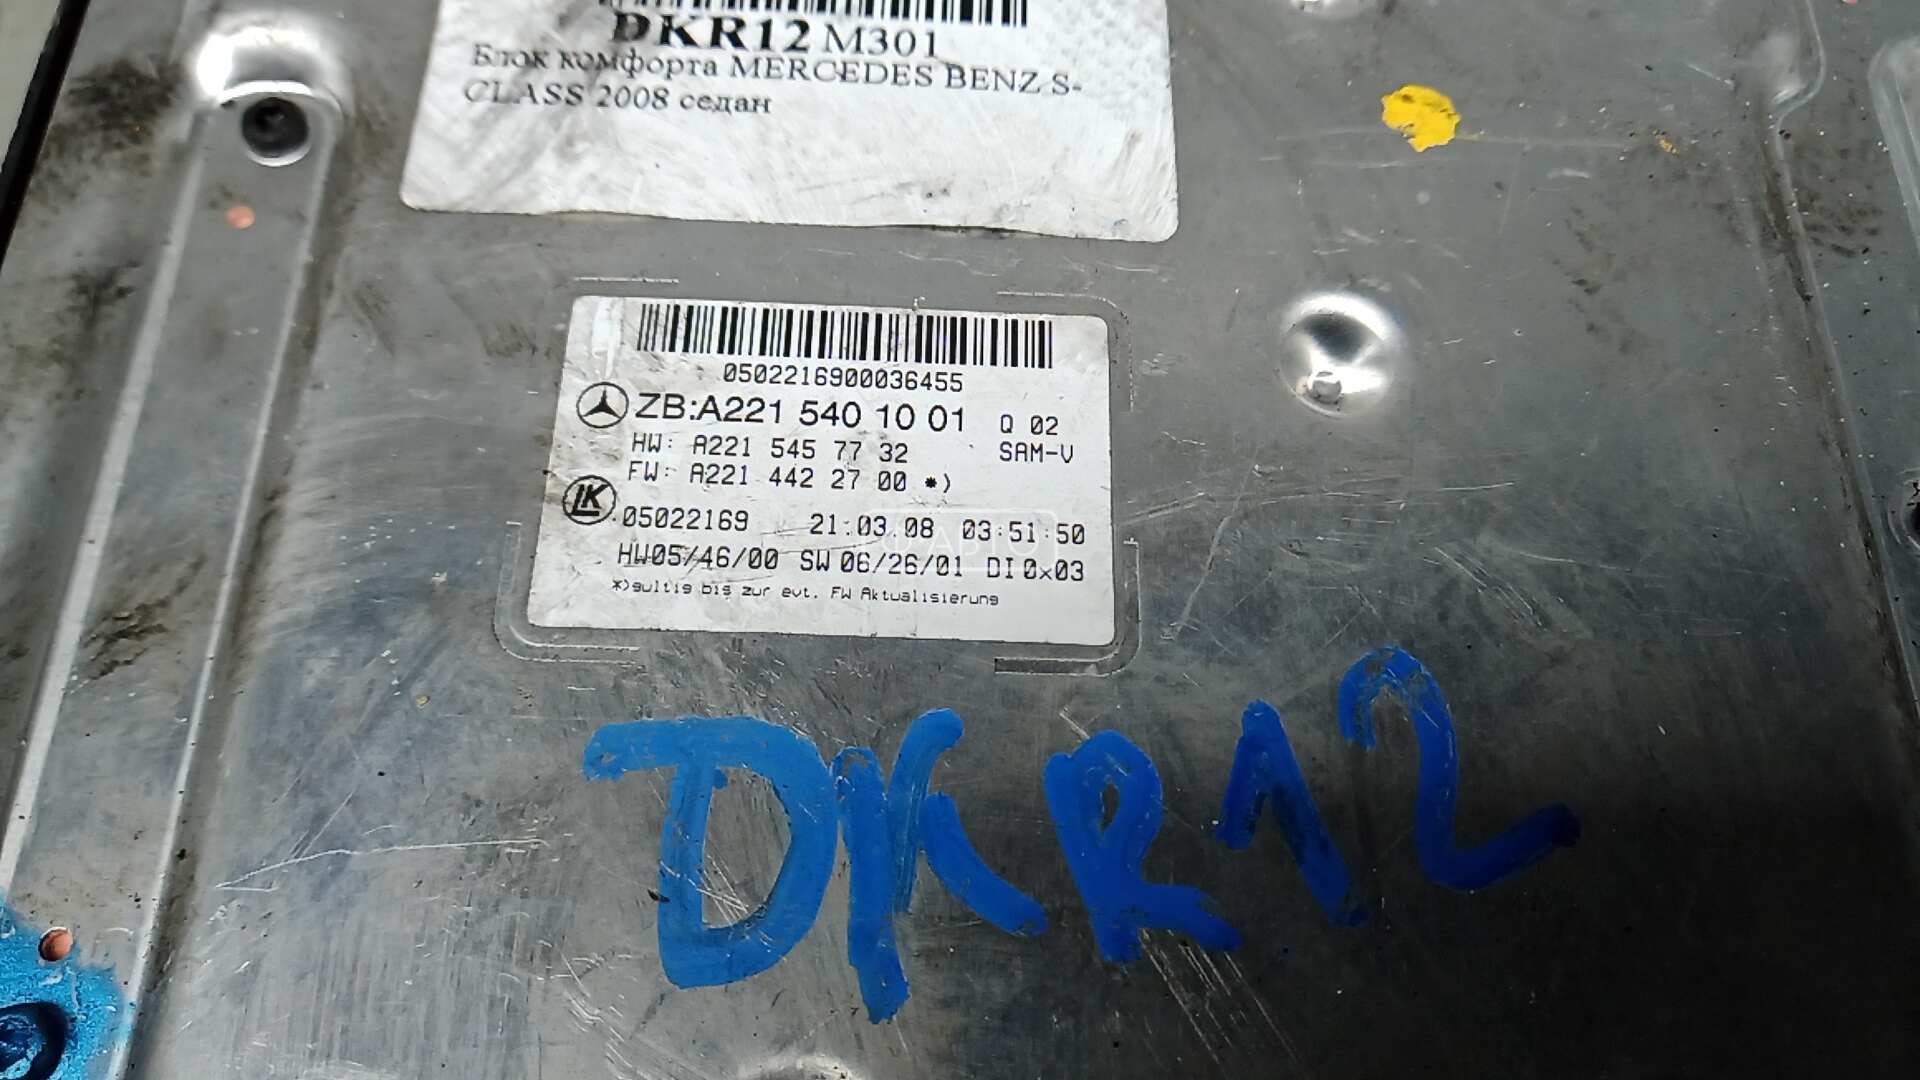 DKR12 M301
Блок комфорта MERCEDES BENZ S-
CLASS 2008 седан
0502216900036455
ZB:A221 540 10 01 Q 02
HW: A221 545 77 32 SAM-V
FW: A221 442 27 00 *)
LK
05022169 21.03.08 03:51:50
HW05/46/00 SW 06/26/01 DI 0x03
*)gultig bis zur evt. FW Aktualisierung
DKR12